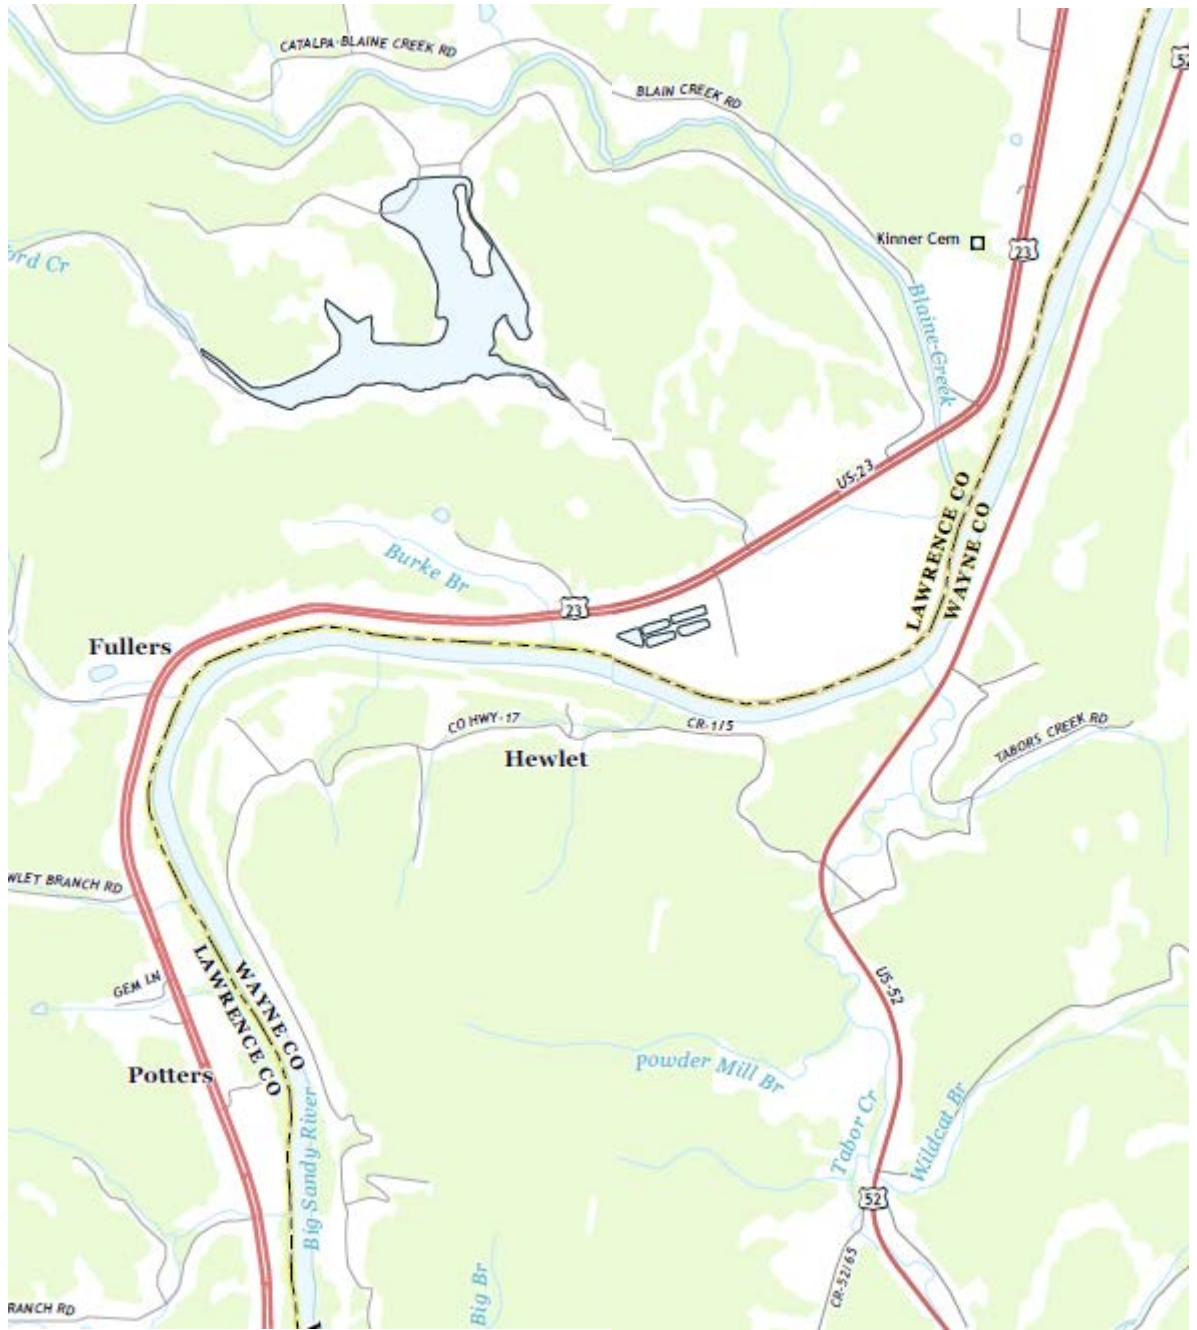 CATALPA-BLAINE CREEK RD
52
BLAIN CREEK RD
Kinner Cem
23
ord Cr
Blaine Creek
US-23
LAWRENCE CO
WAYNE CO
Burke Br
23
Fullers
CO HWY-17
CR-1/5
Hewlet
TABORS CREEK RD
WLET BRANCH RD
GEM LN
WAYNE CO
LAWRENCE CO
US-52
Potters
Powder Mill Br
Tabor Cr
Wildcat Br
Big Sandy River
52
Big Br
CR-52/65
RANCH RD